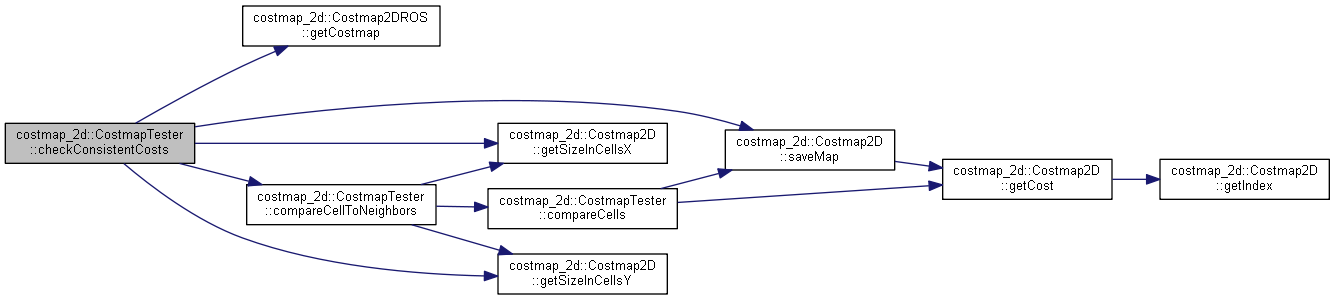 costmap_2d::Costmap2DROS
::getCostmap
costmap_2d::CostmapTester
::checkConsistentCosts
costmap_2d::Costmap2D
::getSizeInCellsX
costmap_2d::Costmap2D
::saveMap
costmap_2d::Costmap2D
::getCost
costmap_2d::Costmap2D
::getIndex
costmap_2d::CostmapTester
::compareCellToNeighbors
costmap_2d::CostmapTester
::compareCells
costmap_2d::Costmap2D
::getSizeInCellsY